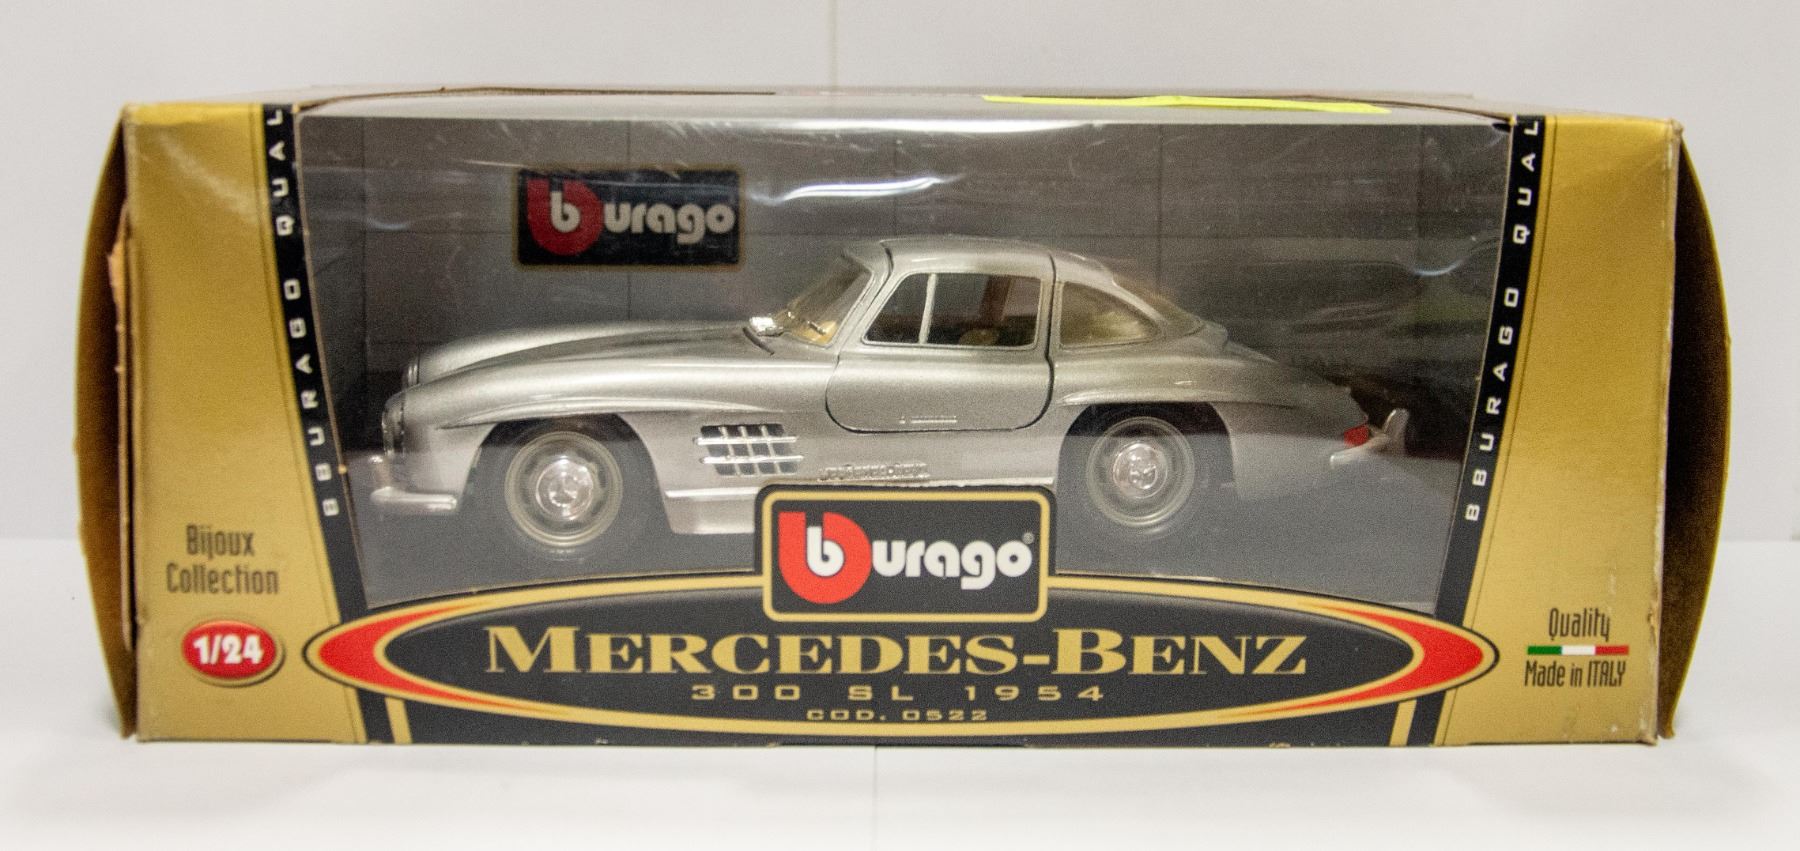 BBURAGO QUAL
burago
BBURAGO QUAL
Bijoux
Collection
1/24
burago®
MERCEDES-BENZ
300 SL 1954
COD. 0522
Quality
Made in ITALY